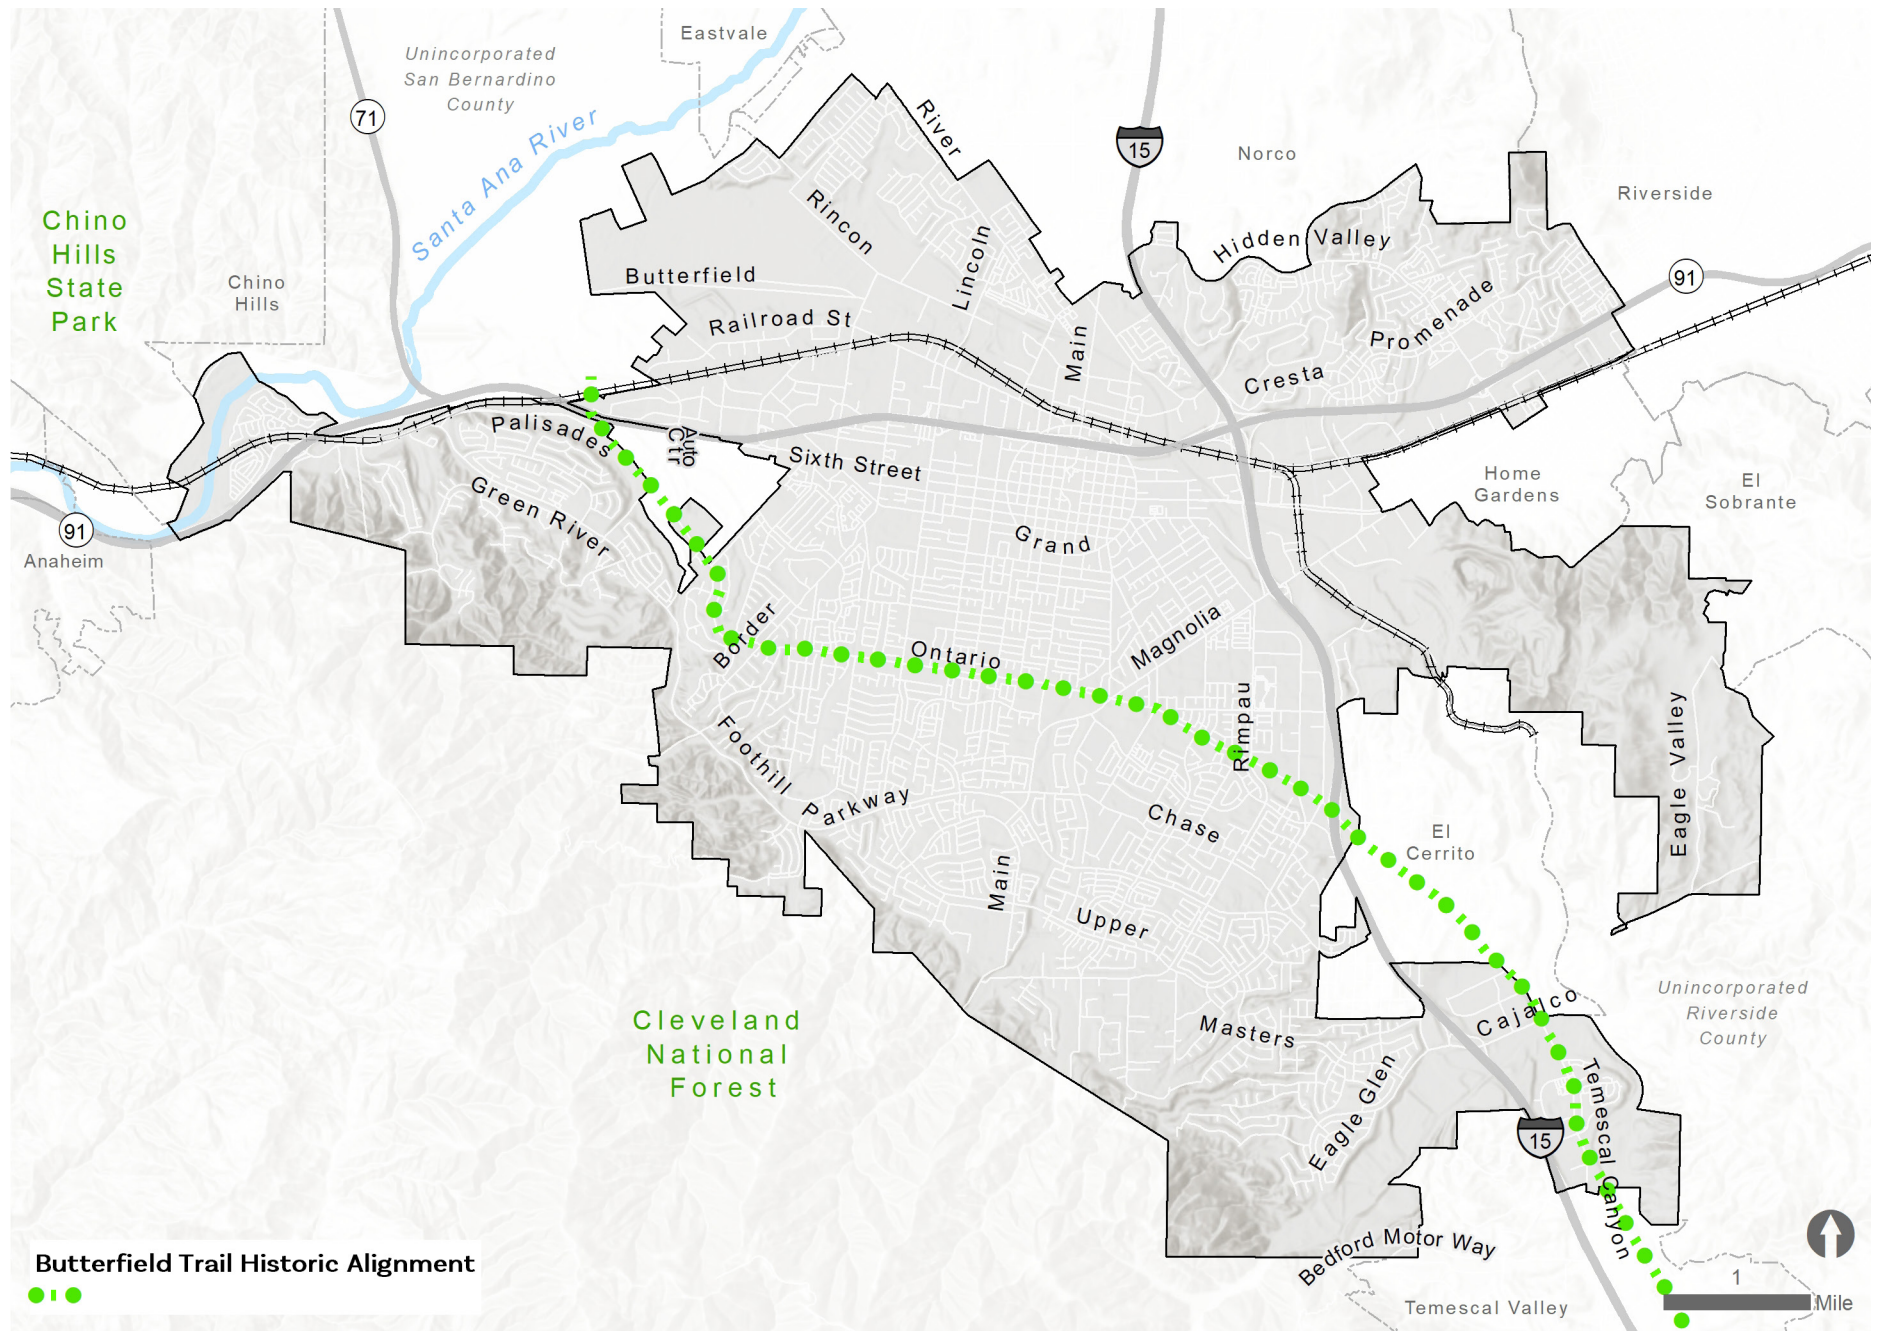 Eastvale
Unincorporated
San Bernardino
County
71
Santa Ana River
River
15
Norco
Riverside
Chino
Hills
State
Park
Chino
Hills
Rincon
Lincoln
Hidden Valley
Butterfield
Railroad St
Main
Promenade
91
Cresta
Palisades
Auto
Ctr
Sixth Street
Green River
Grand
Home
Gardens
El
Sobrante
91
Anaheim
Border
Ontario
Magnolia
Rimpau
Eagle Valley
Foothill
Parkway
Chase
El
Cerrito
Main
Upper
Cleveland
National
Forest
Masters
Cajalco
Unincorporated
Riverside
County
Eagle Glen
Temescal Canyon
15
Bedford Motor Way
Temescal Valley
Butterfield Trail Historic Alignment
1
Mile